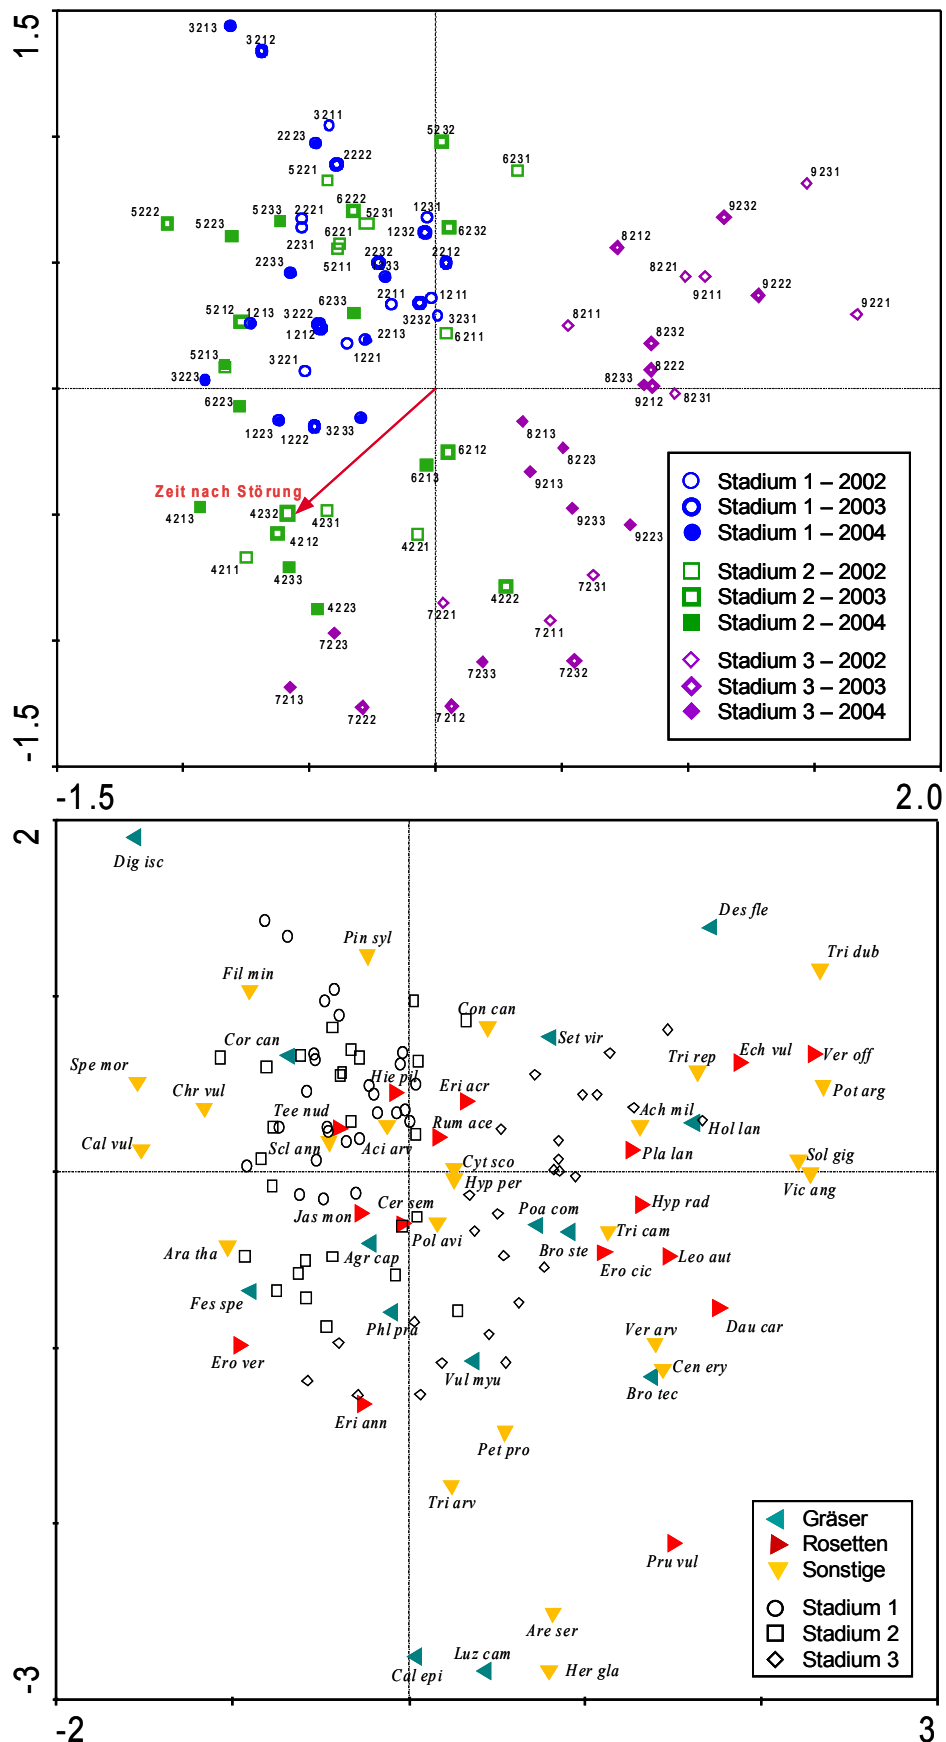 1.5
3213
3212
3211
2223
2222
5221
5232
6231
9231
5222
5223
5233
2221
2231
6222
5231
6221
5211
1231
1232
6232
9232
8212
2233
2232
2212
8221
9211
9222
9221
5212
1213
6233
2211
1211
3222
1212
3232
3231
6211
8211
2213
1221
8232
5213
3223
3221
8222
8233
9212
8231
6223
1223
1222
3233
6212
6213
8213
8223
9213
Zeit nach Störung
4213
4232
4231
4212
4221
9233
9223
4211
4233
4223
4222
7231
7221
7211
7223
7233
7232
7213
7222
7212
Stadium 1 – 2002
Stadium 1 – 2003
Stadium 1 – 2004
Stadium 2 – 2002
Stadium 2 – 2003
Stadium 2 – 2004
Stadium 3 – 2002
Stadium 3 – 2003
Stadium 3 – 2004
-1.5
-1.5
2.0
2
Dig isc
Des fle
Pin syl
Tri dub
Fil min
Con can
Cor can
Set vir
Spe mor
Hie pil
Eri acr
Tri rep
Ech vul
Ver off
Pot arg
Chr vul
Tee nud
Rum ace
Ach mil
Hol lan
Cal vul
Scl ann
Aci arv
Pla lan
Cyt sco
Sol gig
Hyp per
Vic ang
Cer sem
Jas mon
Poa com
Hyp rad
Pol avi
Tri cam
Ara tha
Agr cap
Bro ste
Ero cic
Leo aut
Fes spe
Phl pra
Ver arv
Dau car
Ero ver
Vul myu
Cen ery
Bro tec
Eri ann
Pet pro
Tri arv
Pru vul
Are ser
Cal epi
Luz cam
Her gla
Gräser
Rosetten
Sonstige
Stadium 1
Stadium 2
Stadium 3
-3
-2
3